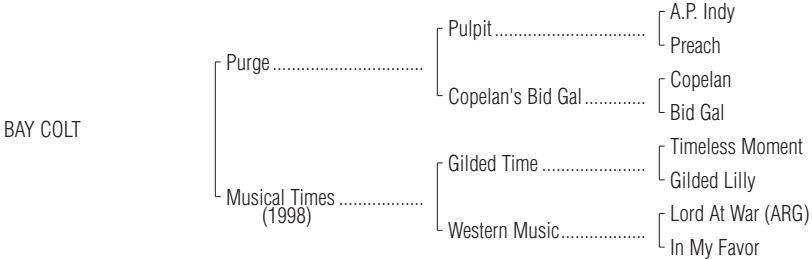 A.P. Indy
Pulpit................................
Preach
Purge................................
Copelan
Copelan's Bid Gal.............
Bid Gal
BAY COLT
Timeless Moment
Gilded Time ......................
Gilded Lilly
Musical Times ..................
(1998)
Lord At War (ARG)
Western Music..................
In My Favor